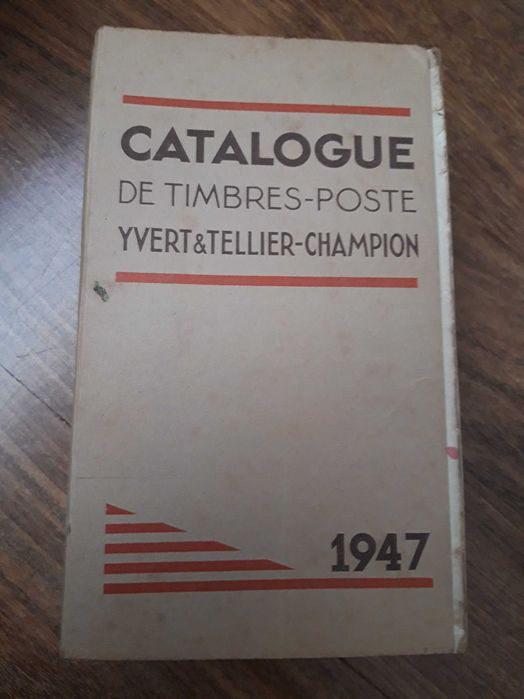 CATALOGUE
DE TIMBRES-POSTE
YVERT&TELLIER-CHAMPION
1947